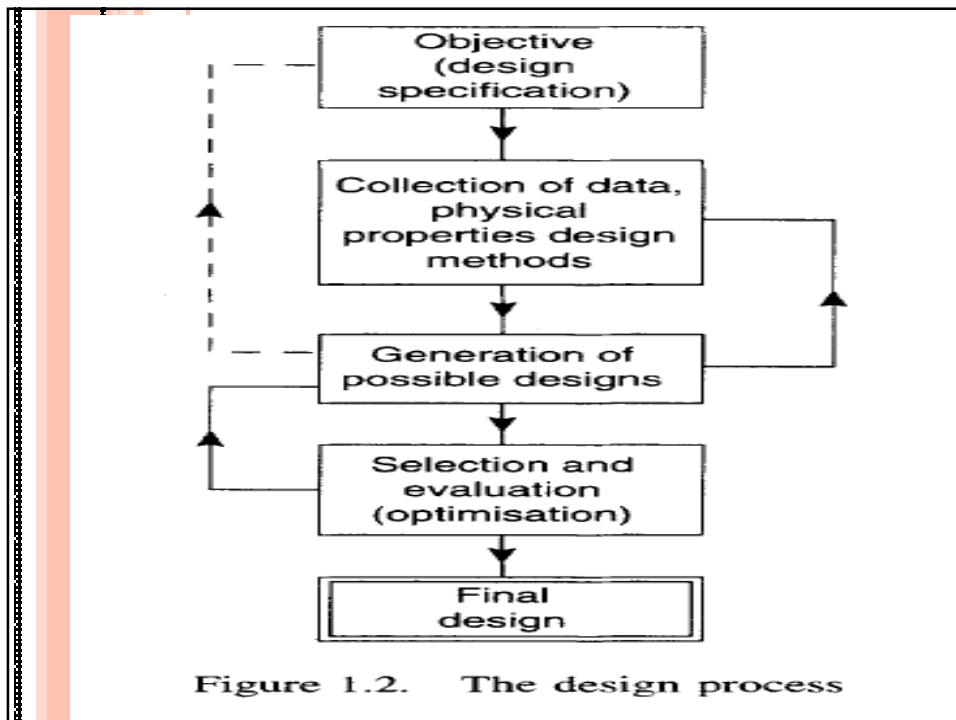 Objective
(design
specification)
Collection of data,
physical
properties design
methods
Generation of
possible designs
Selection and
evaluation
(optimisation)
Final
design
Figure 1.2. The design process